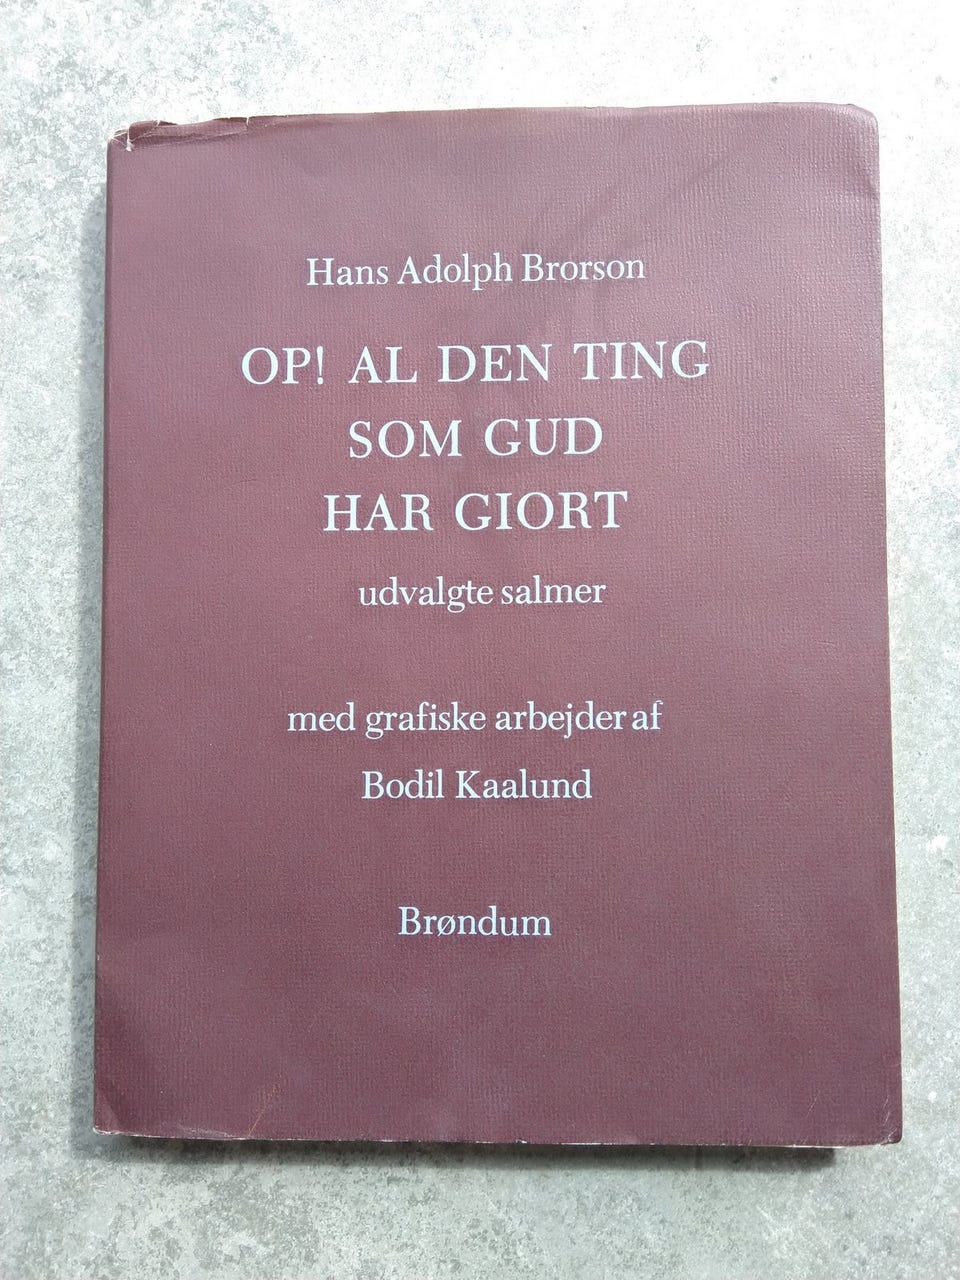 Hans Adolph Brorson
OP! AL DEN TING
SOM GUD
HAR GIORT
udvalgte salmer
med grafiske arbejder af
Bodil Kaalund
Brøndum